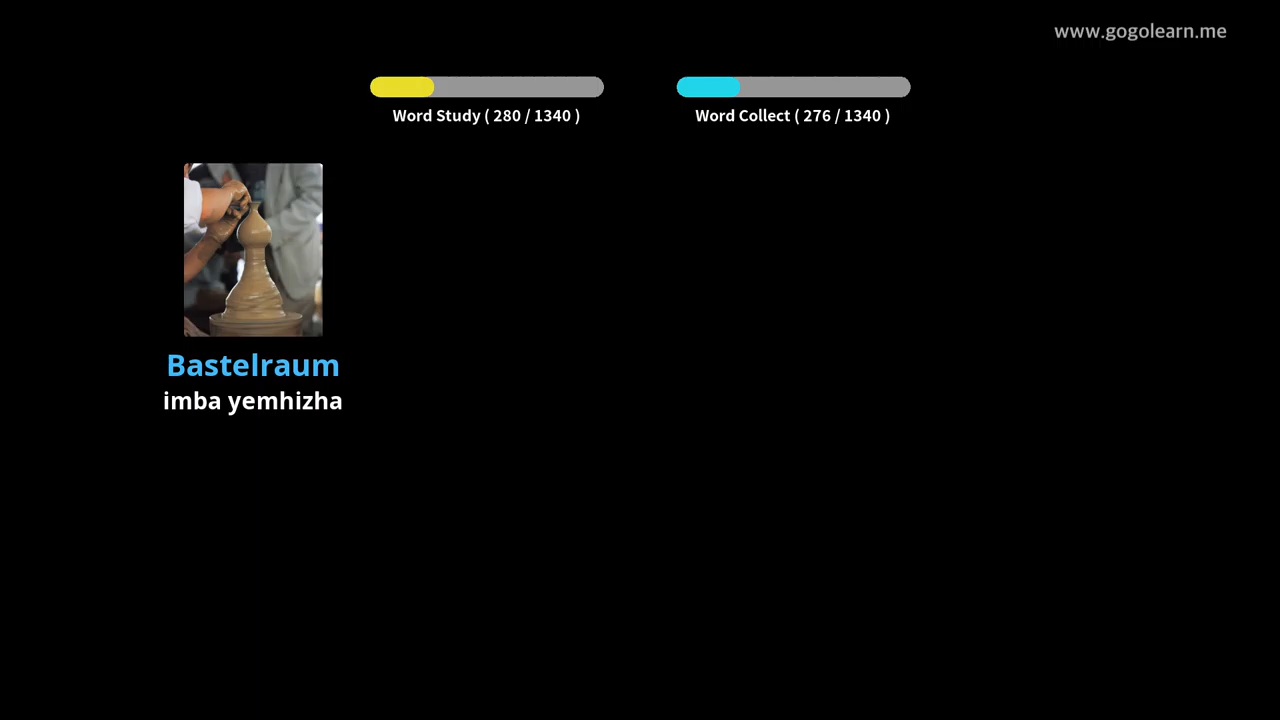 www.gogolearn.me
Word Study ( 280 / 1340 )
Word Collect ( 276 / 1340 )
Bastelraum
imba yemhizha